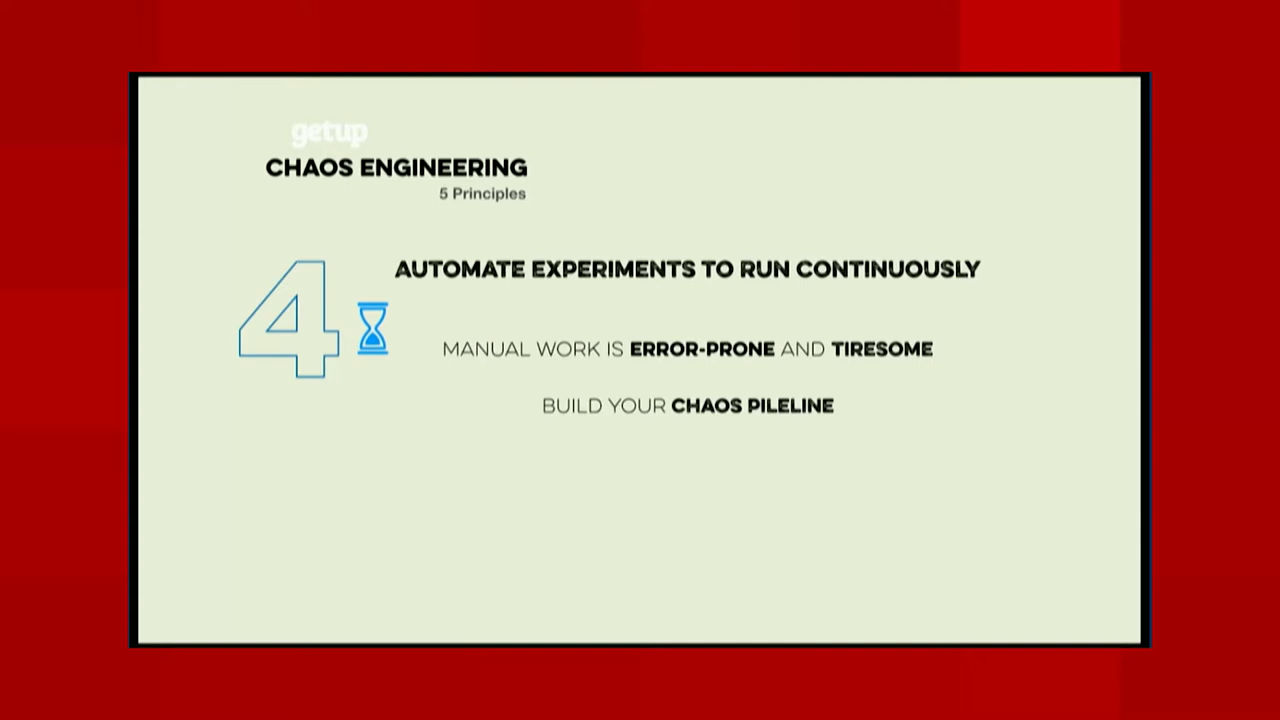 getup
CHAOS ENGINEERING
5 Principles
4
AUTOMATE EXPERIMENTS TO RUN CONTINUOUSLY
MANUAL WORK IS ERROR-PRONE AND TIRESOME
BUILD YOUR CHAOS PILELINE